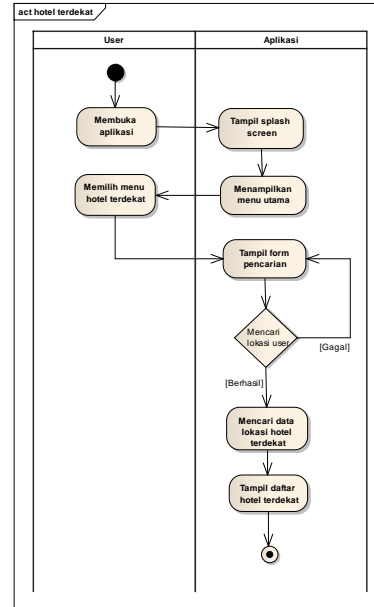 act hotel terdekat
User
Aplikasi
Membuka
aplikasi
Tampil splash
screen
Memilih menu
hotel terdekat
Menampilkan
menu utama
Tampil form
pencarian
Mencari
lokasi user
[Gagal]
[Berhasil]
Mencari data
lokasi hotel
terdekat
Tampil daftar
hotel terdekat